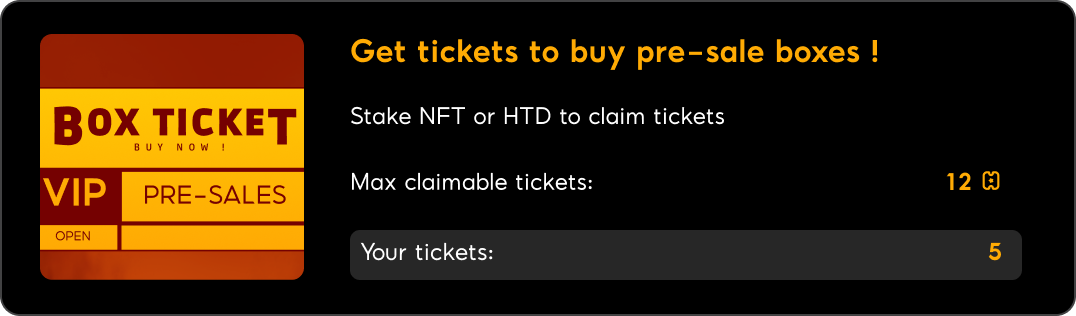 BOX TICKET
BUY NOW !
VIP
PRE-SALES
OPEN
Get tickets to buy pre-sale boxes !
Stake NFT or HTD to claim tickets
Max claimable tickets: 12
Your tickets: 5